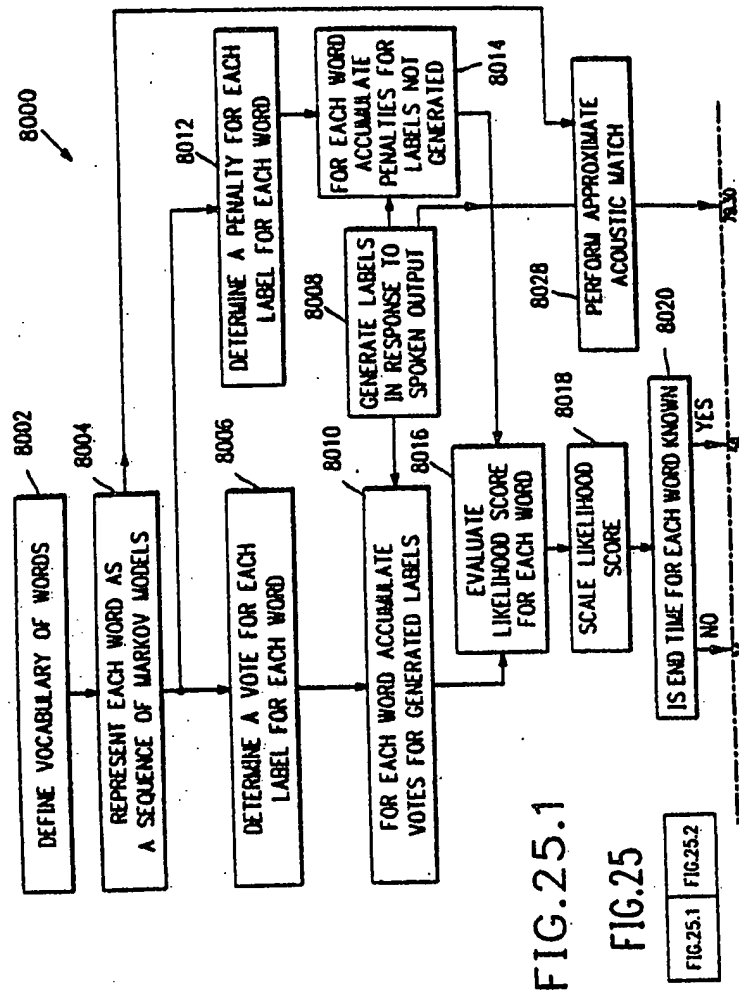 8000
8002
DEFINE VOCABULARY OF WORDS
8004
REPRESENT EACH WORD AS
A SEQUENCE OF MARKOV MODELS
8006
DETERMINE A VOTE FOR EACH
LABEL FOR EACH WORD
8012
DETERMINE A PENALTY FOR EACH
LABEL FOR EACH WORD
8008
GENERATE LABELS
IN RESPONSE TO
SPOKEN OUTPUT
FOR EACH WORD
ACCUMULATE
PENALTIES FOR
LABELS NOT
GENERATED
8014
8010
FOR EACH WORD ACCUMULATE
VOTES FOR GENERATED LABELS
8016
EVALUATE
LIKELIHOOD SCORE
FOR EACH WORD
8018
SCALE LIKELIHOOD
SCORE
8028
PERFORM APPROXIMATE
ACOUSTIC MATCH
8020
IS END TIME FOR EACH WORD KNOWN
NO
YES
FIG.25.1
FIG.25
FIG.25.1 FIG.25.2